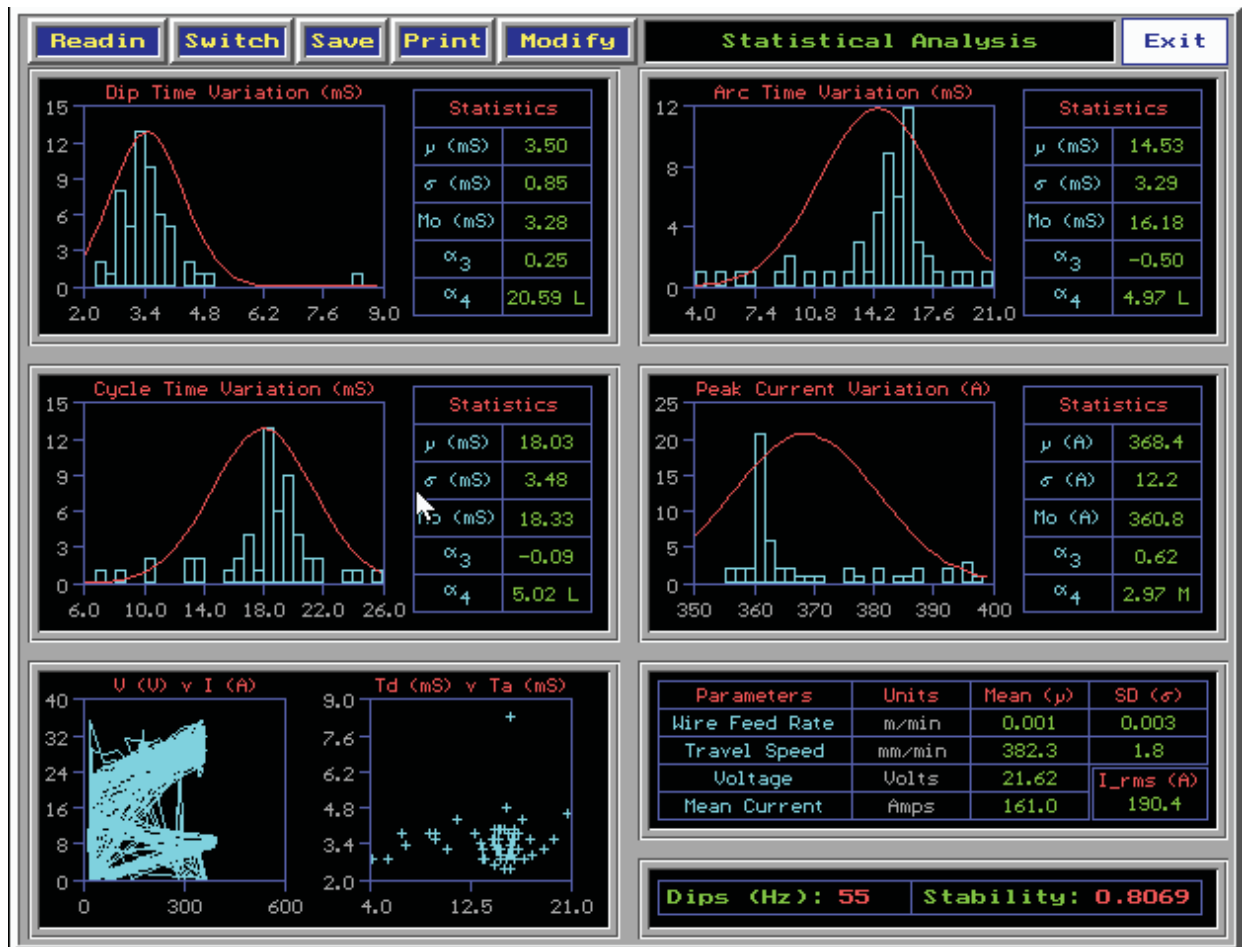 Readin Switch Save Print Modify Statistical Analysis Exit
Dip Time Variation (mS)
15
12
9
6
3
0
2.0 3.4 4.8 6.2 7.6 9.0
Statistics
μ (mS) 3.50
σ (mS) 0.85
Mo (mS) 3.28
α3 0.25
α4 20.59 L
Arc Time Variation (mS)
12
8
4
0
4.0 7.4 10.8 14.2 17.6 21.0
Statistics
μ (mS) 14.53
σ (mS) 3.29
Mo (mS) 16.18
α3 -0.50
α4 4.97 L
Cycle Time Variation (mS)
15
12
9
6
3
0
6.0 10.0 14.0 18.0 22.0 26.0
Statistics
μ (mS) 18.03
σ (mS) 3.48
Mo (mS) 18.33
α3 -0.09
α4 5.02 L
Peak Current Variation (A)
25
20
15
10
5
0
350 360 370 380 390 400
Statistics
μ (A) 368.4
σ (A) 12.2
Mo (A) 360.8
α3 0.62
α4 2.97 M
V (V) v I (A)
40
32
24
16
8
0
0 300 600
Td (mS) v Ta (mS)
9.0
7.6
6.2
4.8
3.4
2.0
4.0 12.5 21.0
Parameters Units Mean (μ) SD (σ)
Wire Feed Rate m/min 0.001 0.003
Travel Speed mm/min 382.3 1.8
Voltage Volts 21.62 I_rms (A)
Mean Current Amps 161.0 190.4
Dips (Hz): 55 Stability: 0.8069